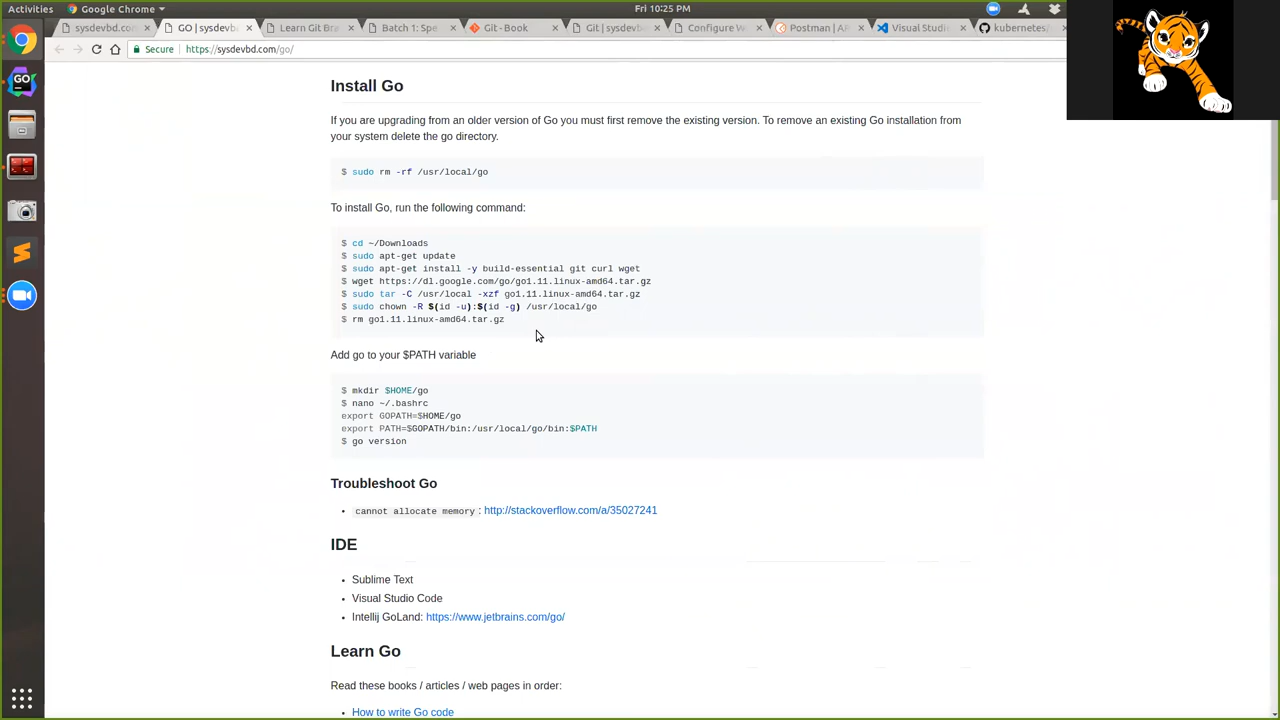 Activities
Google Chrome
Fri 10:25 PM
sysdevbd.co
GO | sysdevb
Learn Git Br
Batch 1: Spe
Git - Book
Git | sysdevb
Configure W
Postman | AP
Visual Studi
kubernetes/
Secure
https://sysdevbd.com/go/
Install Go
If you are upgrading from an older version of Go you must first remove the existing version. To remove an existing Go installation from
your system delete the go directory.
$ sudo rm -rf /usr/local/go
To install Go, run the following command:
$ cd ~/Downloads
$ sudo apt-get update
$ sudo apt-get install -y build-essential git curl wget
$ wget https://dl.google.com/go/go1.11.linux-amd64.tar.gz
$ sudo tar -C /usr/local -xzf go1.11.linux-amd64.tar.gz
$ sudo chown -R $(id -u):$(id -g) /usr/local/go
$ rm go1.11.linux-amd64.tar.gz
Add go to your $PATH variable
$ mkdir $HOME/go
$ nano ~/.bashrc
export GOPATH=$HOME/go
export PATH=$GOPATH/bin:/usr/local/go/bin:$PATH
$ go version
Troubleshoot Go
• cannot allocate memory : http://stackoverflow.com/a/35027241
IDE
• Sublime Text
• Visual Studio Code
• Intellij GoLand: https://www.jetbrains.com/go/
Learn Go
Read these books / articles / web pages in order:
• How to write Go code